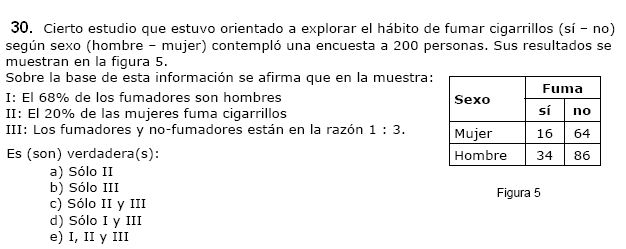 30. Cierto estudio que estuvo orientado a explorar el hábito de fumar cigarrillos (sí – no)
según sexo (hombre – mujer) contempló una encuesta a 200 personas. Sus resultados se
muestran en la figura 5.
Sobre la base de esta información se afirma que en la muestra:
I: El 68% de los fumadores son hombres
II: El 20% de las mujeres fuma cigarrillos
III: Los fumadores y no-fumadores están en la razón 1 : 3.
Es (son) verdadera(s):
a) Sólo II
b) Sólo III
c) Sólo II y III
d) Sólo I y III
e) I, II y III
Sexo Fuma
sí no
Mujer 16 64
Hombre 34 86
Figura 5